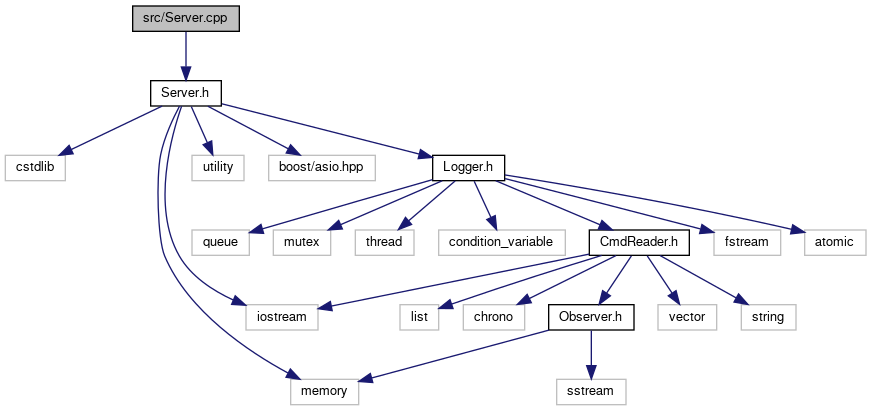 src/Server.cpp
Server.h
cstdlib
utility
boost/asio.hpp
Logger.h
queue
mutex
thread
condition_variable
CmdReader.h
fstream
atomic
iostream
list
chrono
Observer.h
vector
string
memory
sstream